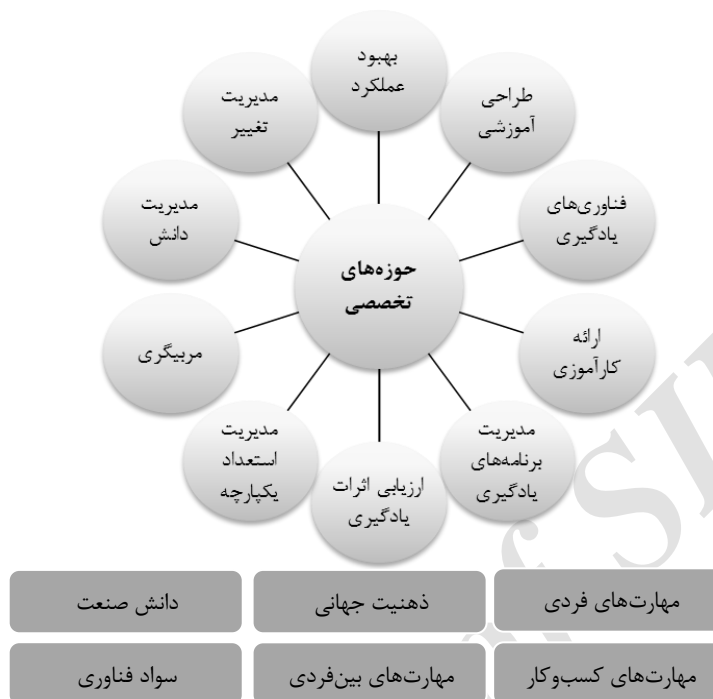 بهبود
عملکرد
طراحی
آموزشی
فناوری‌های
یادگیری
ارائه
کارآموزی
مدیریت
برنامه‌های
یادگیری
ارزیابی اثرات
یادگیری
مدیریت
استعداد
یکپارچه
مربیگری
مدیریت
دانش
مدیریت
تغییر
حوزه‌های
تخصصی
مهارت‌های فردی
ذهنیت جهانی
دانش صنعت
مهارت‌های کسب‌وکار
مهارت‌های بین‌فردی
سواد فناوری
of SI